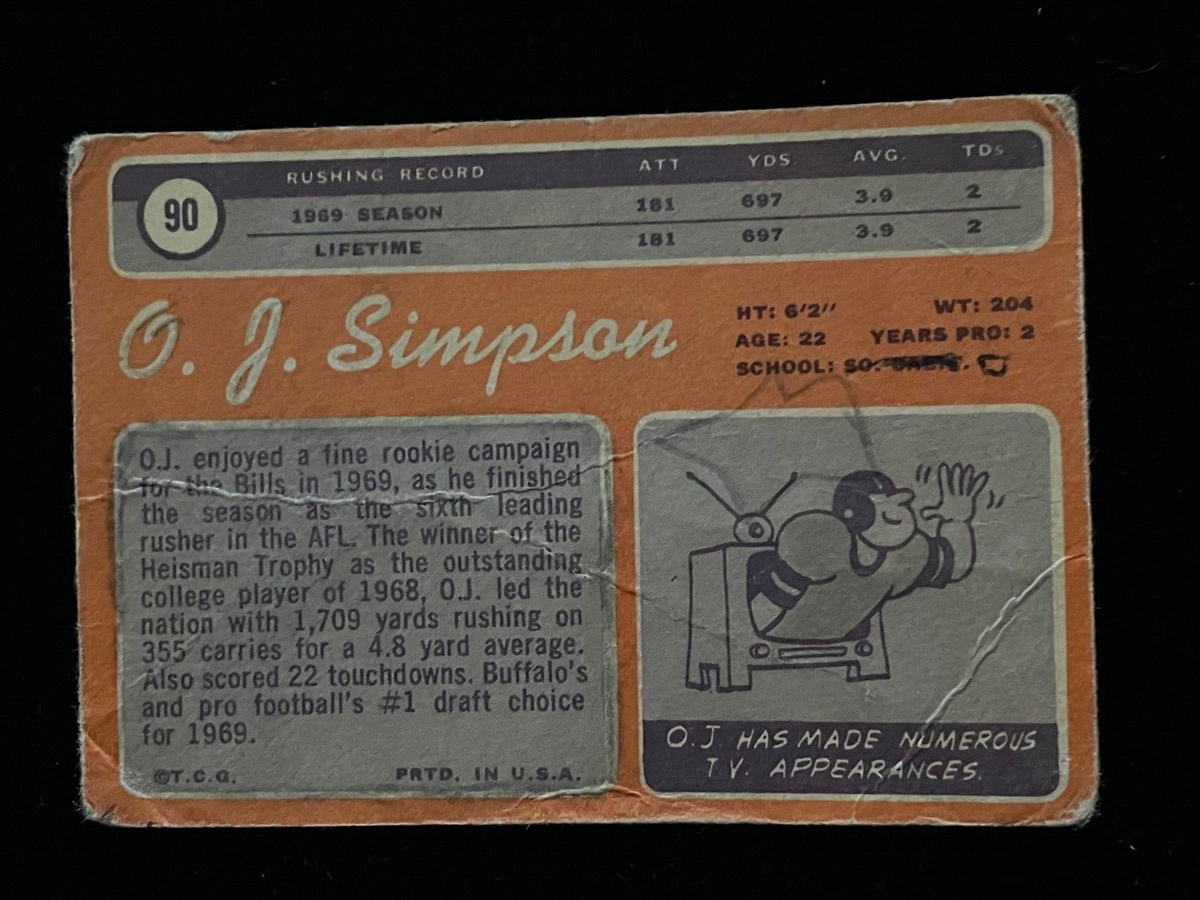 90
RUSHING RECORD ATT. YDS. AVG. TDs
1969 SEASON 181 697 3.9 2
LIFETIME 181 697 3.9 2
O. J. Simpson
HT: 6'2" WT: 204
AGE: 22 YEARS PRO: 2
SCHOOL: SO.
O.J. enjoyed a fine rookie campaign
for the Bills in 1969, as he finished
the season as the sixth leading
rusher in the AFL. The winner of the
Heisman Trophy as the outstanding
college player of 1968, O.J. led the
nation with 1,709 yards rushing on
355 carries for a 4.8 yard average.
Also scored 22 touchdowns. Buffalo's
and pro football's #1 draft choice
for 1969.
©T.C.G. PRTD. IN U.S.A.
O.J. HAS MADE NUMEROUS
T.V. APPEARANCES.